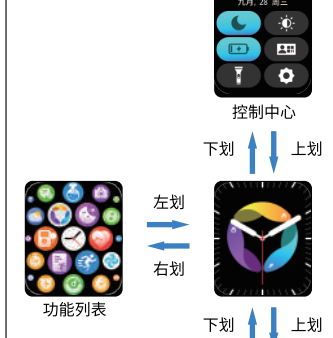 九月, 28 周三
控制中心
下划 上划
左划
右划
功能列表
下划 上划